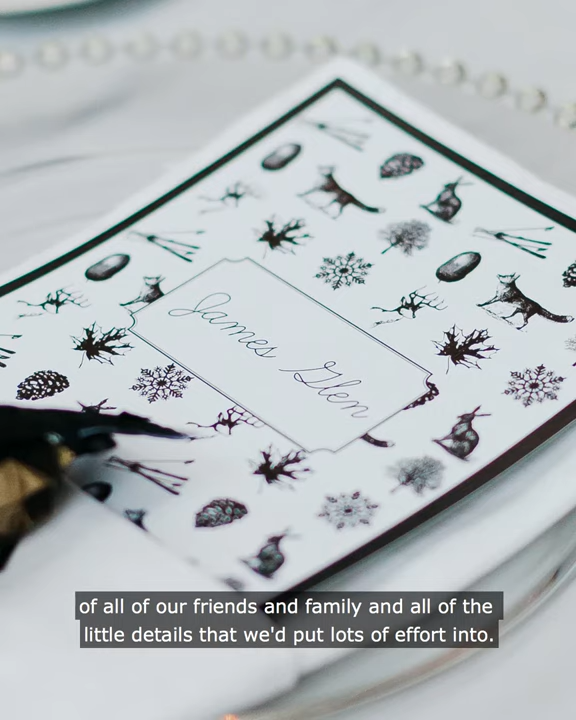 James Glen
of all of our friends and family and all of the
little details that we'd put lots of effort into.